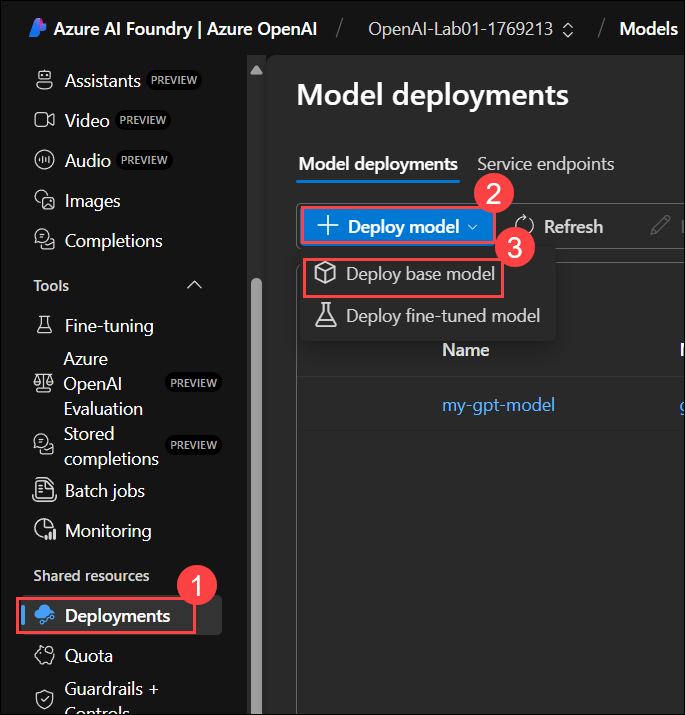 Azure AI Foundry | Azure OpenAI / OpenAI-Lab01-1769213 / Models
Assistants PREVIEW
Video PREVIEW
Audio PREVIEW
Images
Completions
Tools
Fine-tuning
Azure
OpenAI PREVIEW
Evaluation
Stored
completions PREVIEW
Batch jobs
Monitoring
Shared resources
1
Deployments
Quota
Guardrails +
Controls
Model deployments
Model deployments Service endpoints
2
Deploy model Refresh
3
Deploy base model
Deploy fine-tuned model
Name
my-gpt-model